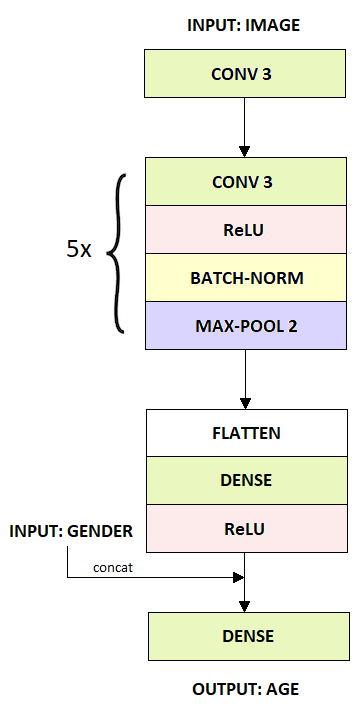 INPUT: IMAGE
CONV 3
CONV 3
ReLU
BATCH-NORM
MAX-POOL 2
5x
FLATTEN
DENSE
ReLU
INPUT: GENDER
concat
DENSE
OUTPUT: AGE